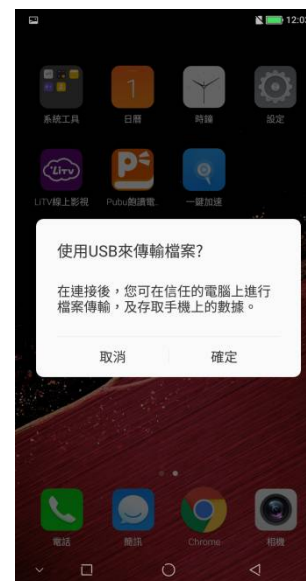 12:03
系統工具
日曆
1
時鐘
設定
LiTV
LiTV線上影視
Pubu飽讀電..
一鍵加速
使用USB來傳輸檔案?
在連接後，您可在信任的電腦上進行
檔案傳輸，及存取手機上的數據。
取消
確定
電話
簡訊
Chrome
相機